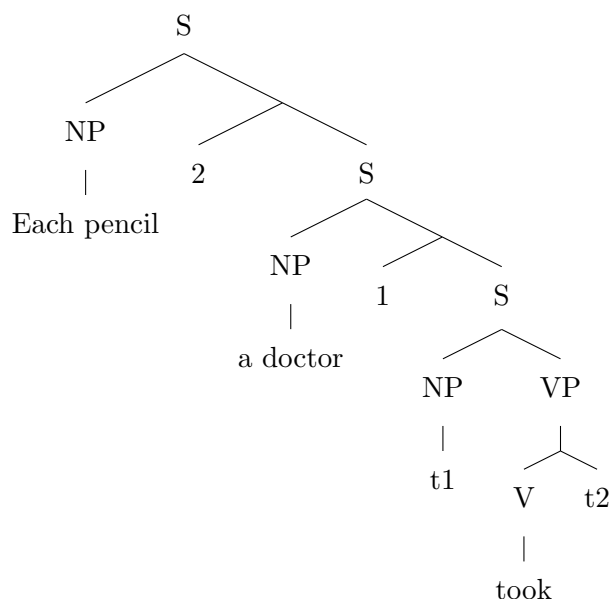 S
NP
2
S
Each pencil
NP
1
S
a doctor
NP
VP
t1
V
t2
took